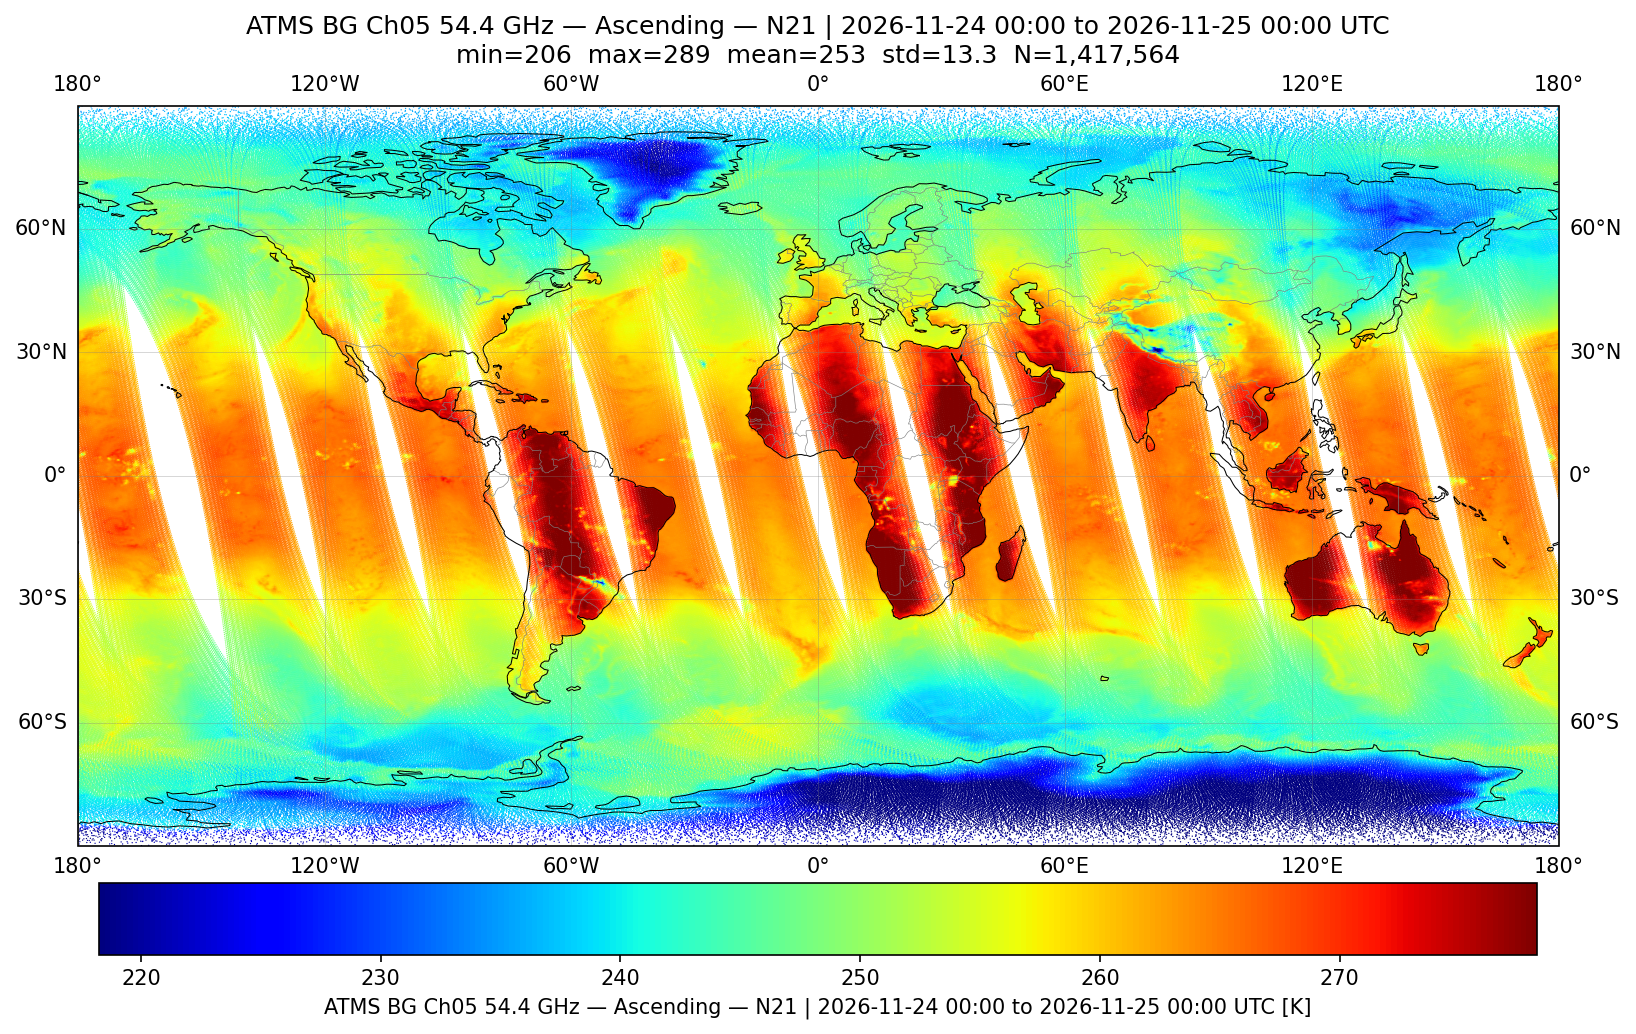 ATMS BG Ch05 54.4 GHz — Ascending — N21 | 2026-11-24 00:00 to 2026-11-25 00:00 UTC
min=206 max=289 mean=253 std=13.3 N=1,417,564
180° 120°W 60°W 0° 60°E 120°E 180°
60°N 60°N
30°N 30°N
0° 0°
30°S 30°S
60°S 60°S
180° 120°W 60°W 0° 60°E 120°E 180°
220 230 240 250 260 270
ATMS BG Ch05 54.4 GHz — Ascending — N21 | 2026-11-24 00:00 to 2026-11-25 00:00 UTC [K]